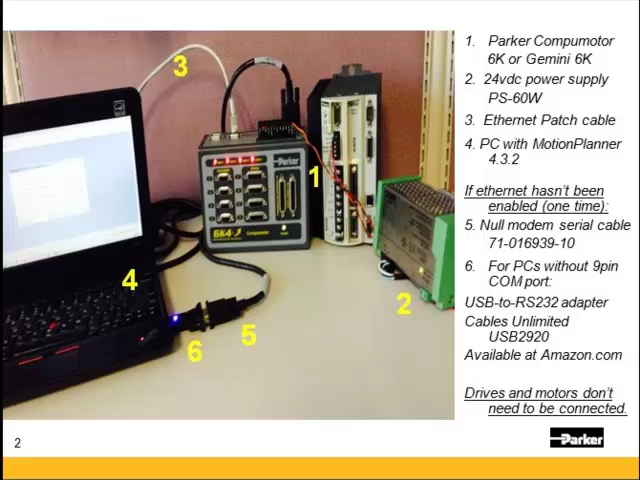 1. Parker Compumotor
6K or Gemini 6K
2. 24vdc power supply
PS-60W
3. Ethernet Patch cable
4. PC with MotionPlanner
4.3.2
If ethernet hasn't been
enabled (one time):
5. Null modem serial cable
71-016939-10
6. For PCs without 9pin
COM port:
USB-to-RS232 adapter
Cables Unlimited
USB2920
Available at Amazon.com
Drives and motors don't
need to be connected.
3
Parker
1
6K4
Compumotor
4
2
5
6
2
Parker